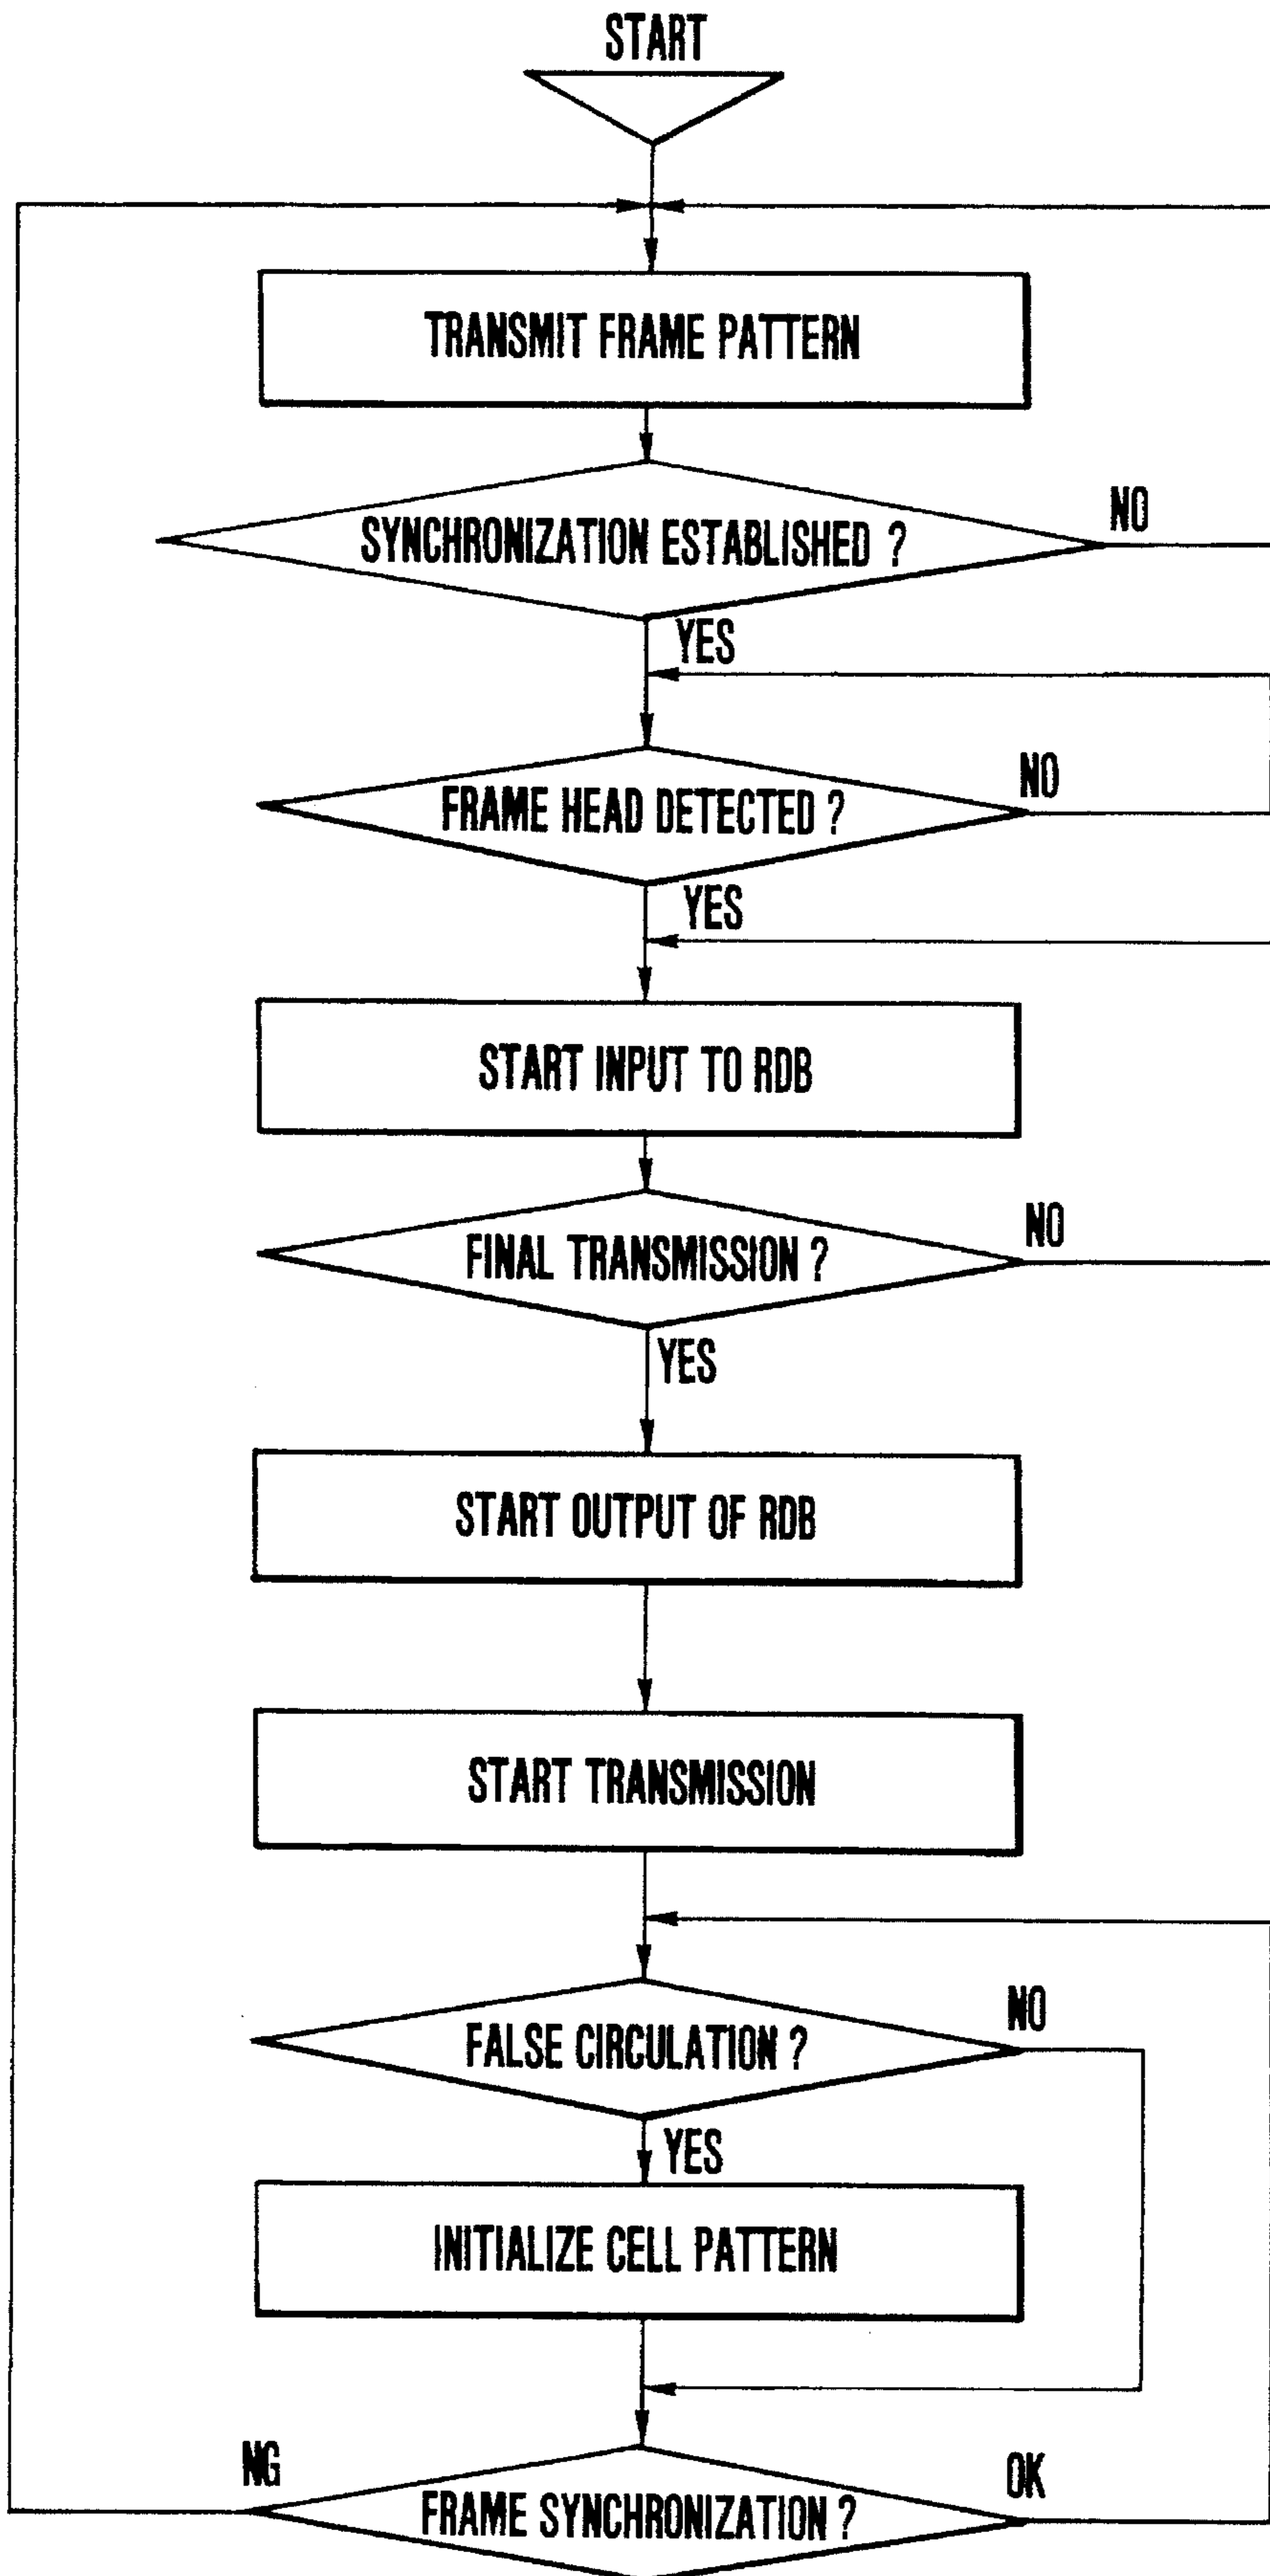 START
TRANSMIT FRAME PATTERN
SYNCHRONIZATION ESTABLISHED ?
NO
YES
FRAME HEAD DETECTED ?
NO
YES
START INPUT TO RDB
FINAL TRANSMISSION ?
NO
YES
START OUTPUT OF RDB
START TRANSMISSION
FALSE CIRCULATION ?
NO
YES
INITIALIZE CELL PATTERN
NG
FRAME SYNCHRONIZATION ?
OK